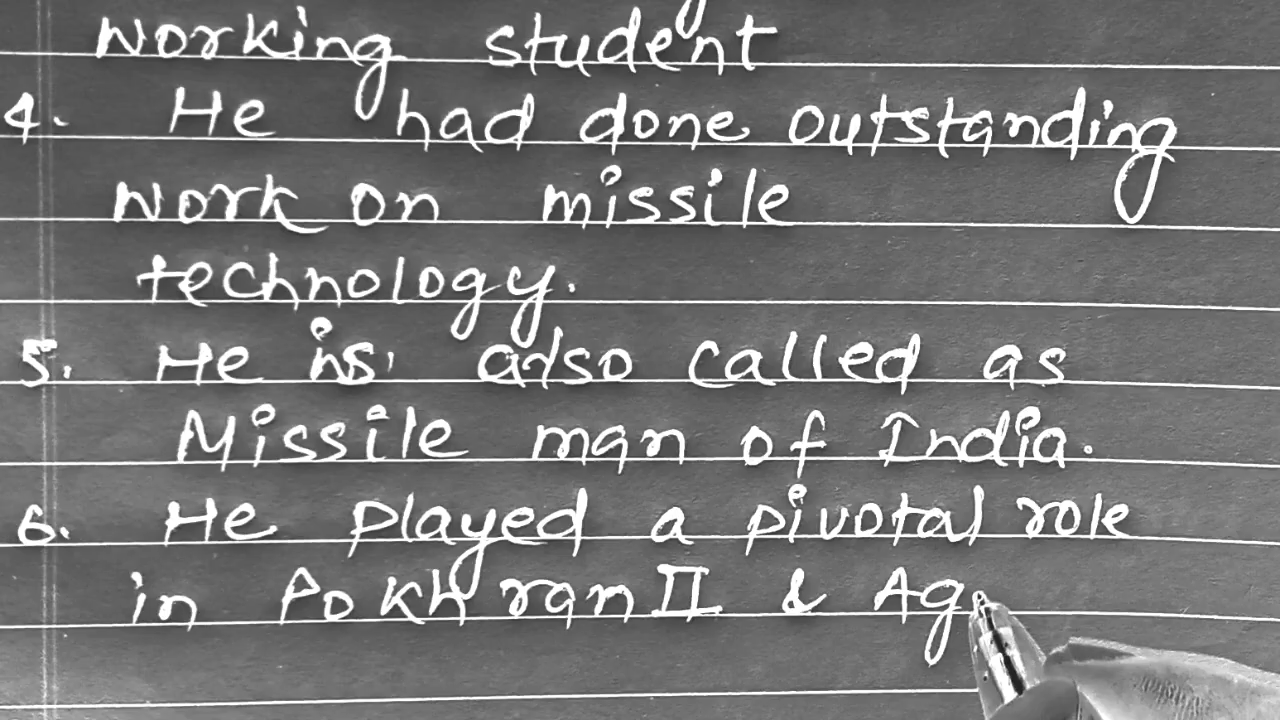 working student
4. He had done outstanding
work on missile
technology.
5. He is also called as
Missile man of India.
6. He played a pivotal role
in Pokhran II & Ag